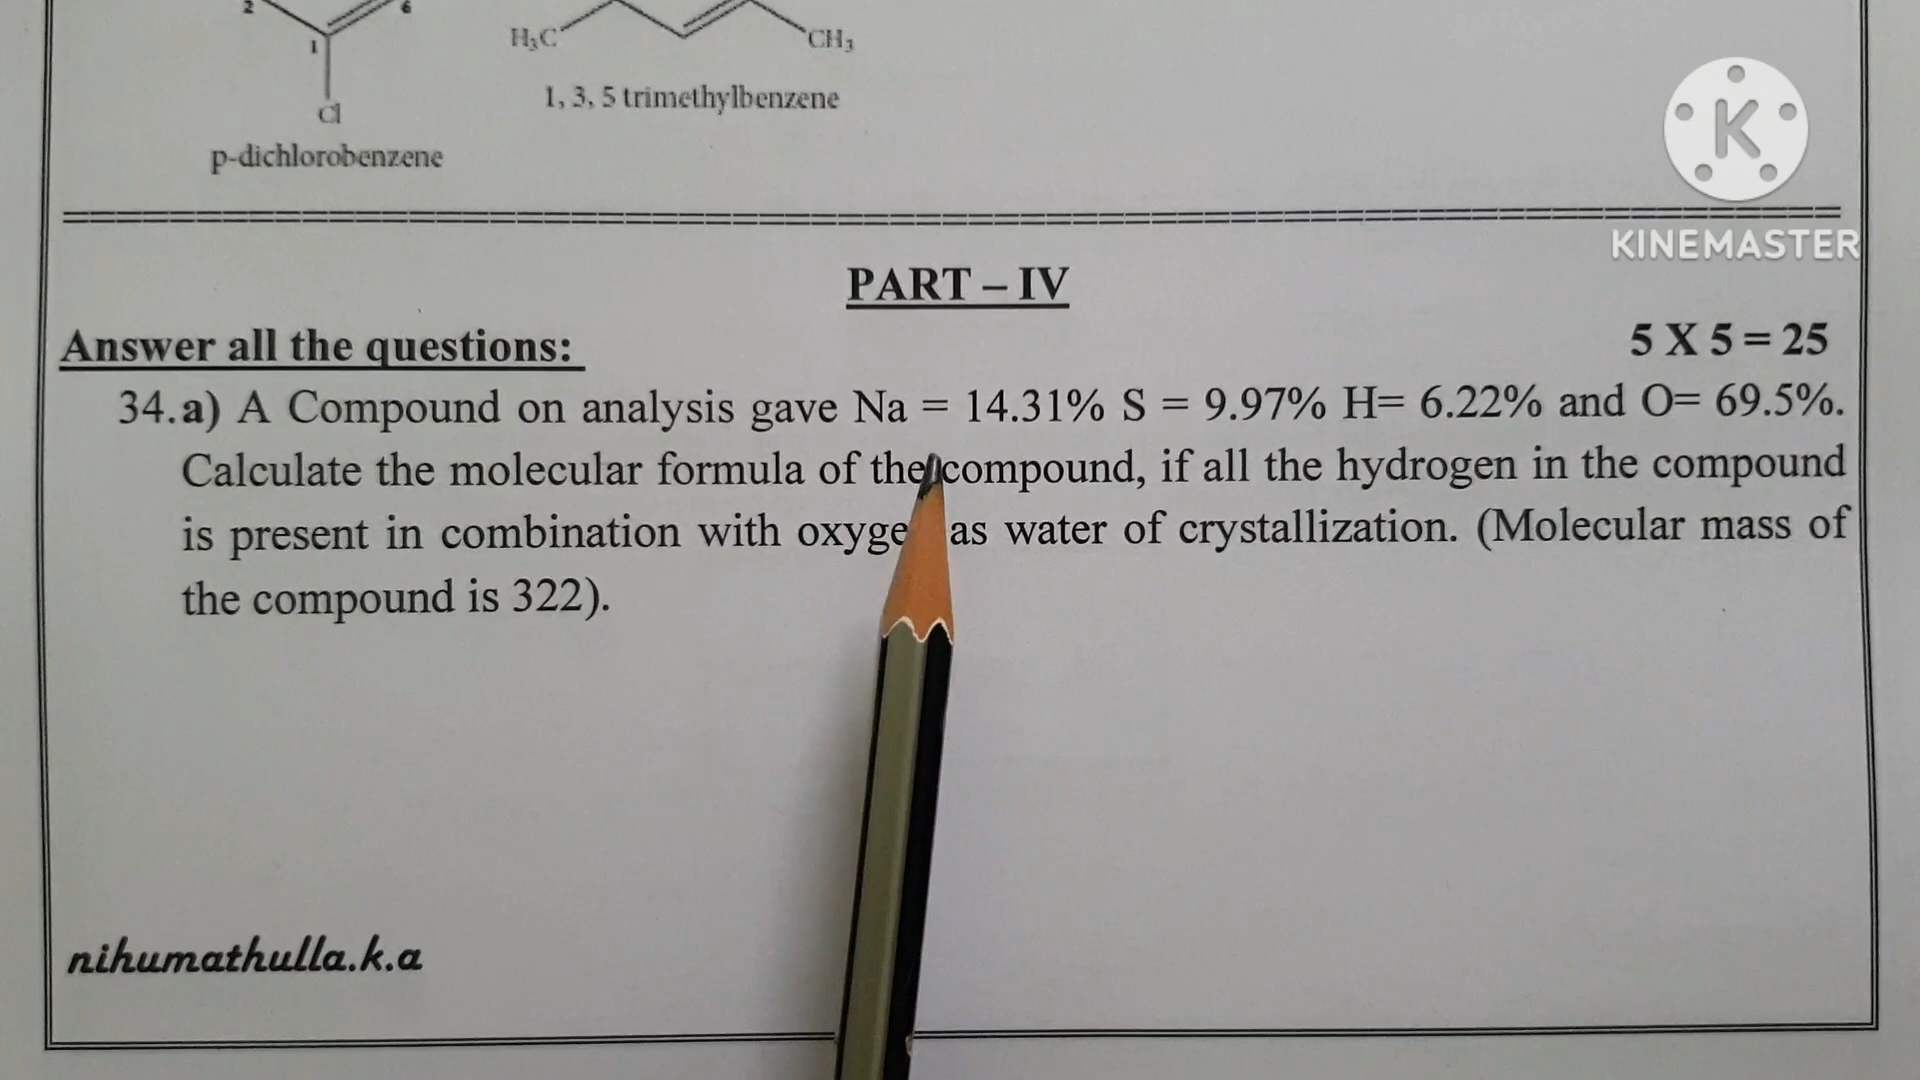 2 6
1
H₃C CH₃
Cl
1, 3, 5 trimethylbenzene
p-dichlorobenzene
K
KINEMASTER
PART – IV
Answer all the questions: 5 X 5 = 25
34.a) A Compound on analysis gave Na = 14.31% S = 9.97% H= 6.22% and O= 69.5%.
Calculate the molecular formula of the compound, if all the hydrogen in the compound
is present in combination with oxyge as water of crystallization. (Molecular mass of
the compound is 322).
nihumathulla.k.a